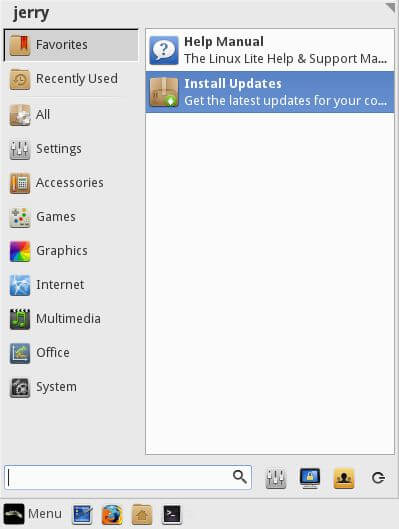 jerry
Favorites
Recently Used
All
Settings
Accessories
Games
Graphics
Internet
Multimedia
Office
System
Help Manual
The Linux Lite Help & Support Ma...
Install Updates
Get the latest updates for your co...
Menu